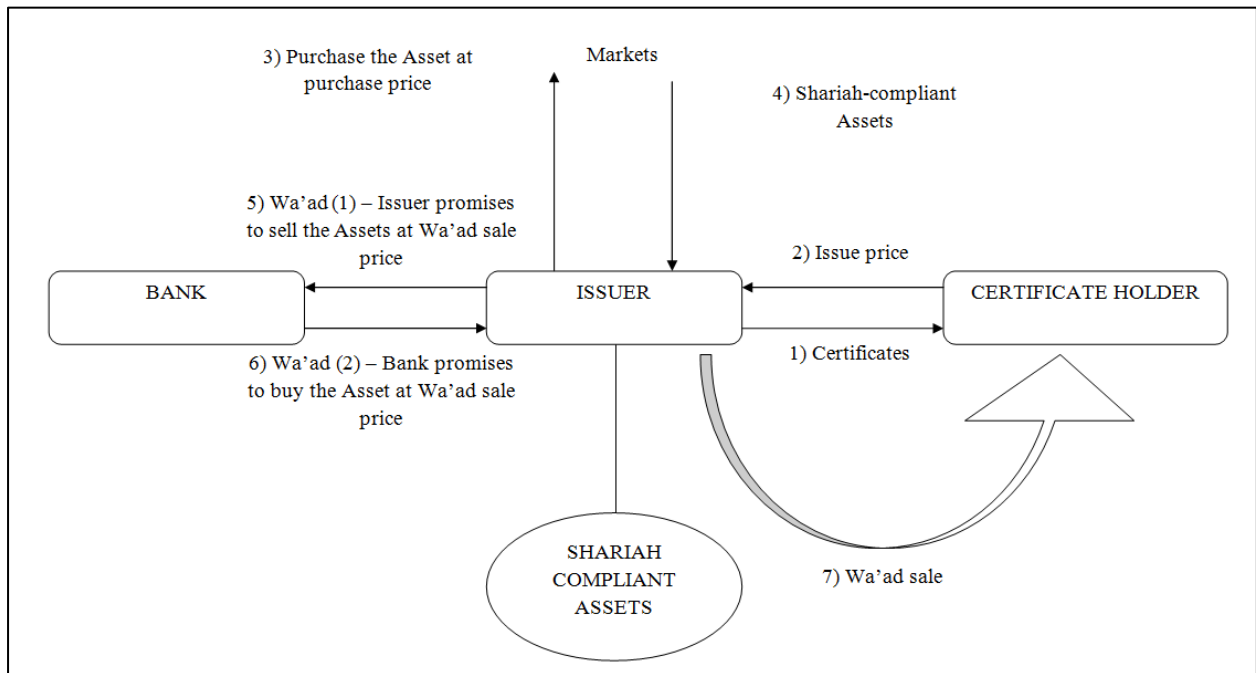 3) Purchase the Asset at
purchase price
Markets
4) Shariah-compliant
Assets
5) Wa’ad (1) – Issuer promises
to sell the Assets at Wa’ad sale
price
2) Issue price
BANK
ISSUER
CERTIFICATE HOLDER
6) Wa’ad (2) – Bank promises
to buy the Asset at Wa’ad sale
price
1) Certificates
SHARIAH
COMPLIANT
ASSETS
7) Wa’ad sale